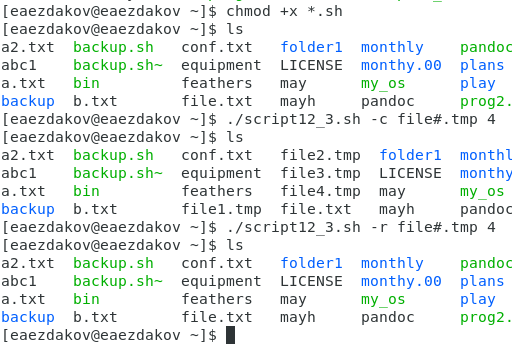 [eaezdakov@eaezdakov ~]$ chmod +x *.sh
[eaezdakov@eaezdakov ~]$ ls
a2.txt backup.sh conf.txt folder1 monthly pandoc
abc1 backup.sh~ equipment LICENSE monthy.00 plans
a.txt bin feathers may my_os play
backup b.txt file.txt mayh pandoc prog2.
[eaezdakov@eaezdakov ~]$ ./script12_3.sh -c file#.tmp 4
[eaezdakov@eaezdakov ~]$ ls
a2.txt backup.sh conf.txt file2.tmp folder1 monthl
abc1 backup.sh~ equipment file3.tmp LICENSE monthy
a.txt bin feathers file4.tmp may my_os
backup b.txt file1.tmp file.txt mayh pandoc
[eaezdakov@eaezdakov ~]$ ./script12_3.sh -r file#.tmp 4
[eaezdakov@eaezdakov ~]$ ls
a2.txt backup.sh conf.txt folder1 monthly pandoc
abc1 backup.sh~ equipment LICENSE monthy.00 plans
a.txt bin feathers may my_os play
backup b.txt file.txt mayh pandoc prog2.
[eaezdakov@eaezdakov ~]$